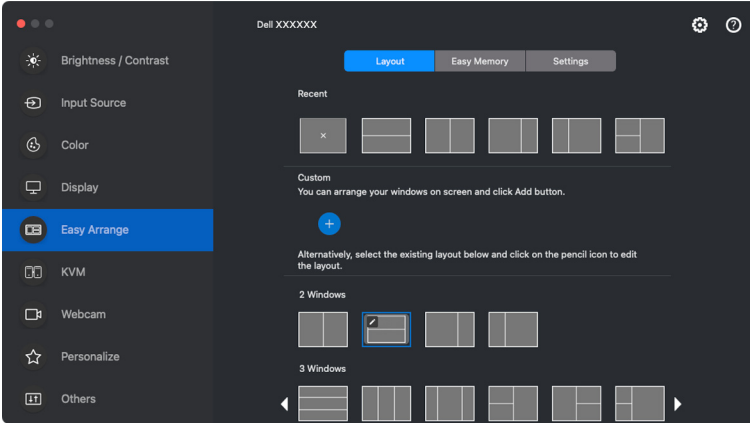 Dell XXXXXX
Brightness / Contrast
Input Source
Color
Display
Easy Arrange
KVM
Webcam
Personalize
Others
Layout
Easy Memory
Settings
Recent
Custom
You can arrange your windows on screen and click Add button.
Alternatively, select the existing layout below and click on the pencil icon to edit
the layout.
2 Windows
3 Windows